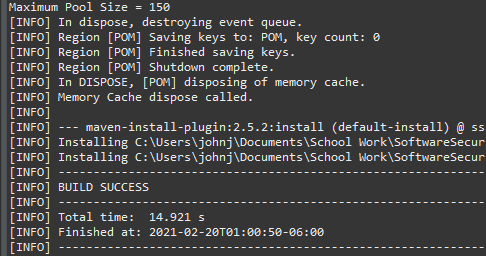 Maximum Pool Size = 150
[INFO] In dispose, destroying event queue.
[INFO] Region [POM] Saving keys to: POM, key count: 0
[INFO] Region [POM] Finished saving keys.
[INFO] Region [POM] Shutdown complete.
[INFO] In DISPOSE, [POM] disposing of memory cache.
[INFO] Memory Cache dispose called.
[INFO]
[INFO] --- maven-install-plugin:2.5.2:install (default-install) @ ss
[INFO] Installing C:\Users\johnj\Documents\School Work\SoftwareSecur
[INFO] Installing C:\Users\johnj\Documents\School Work\SoftwareSecur
[INFO] ---------------------------------------------------------
[INFO] BUILD SUCCESS
[INFO] ---------------------------------------------------------
[INFO] Total time:  14.921 s
[INFO] Finished at: 2021-02-20T01:00:50-06:00
[INFO] ---------------------------------------------------------